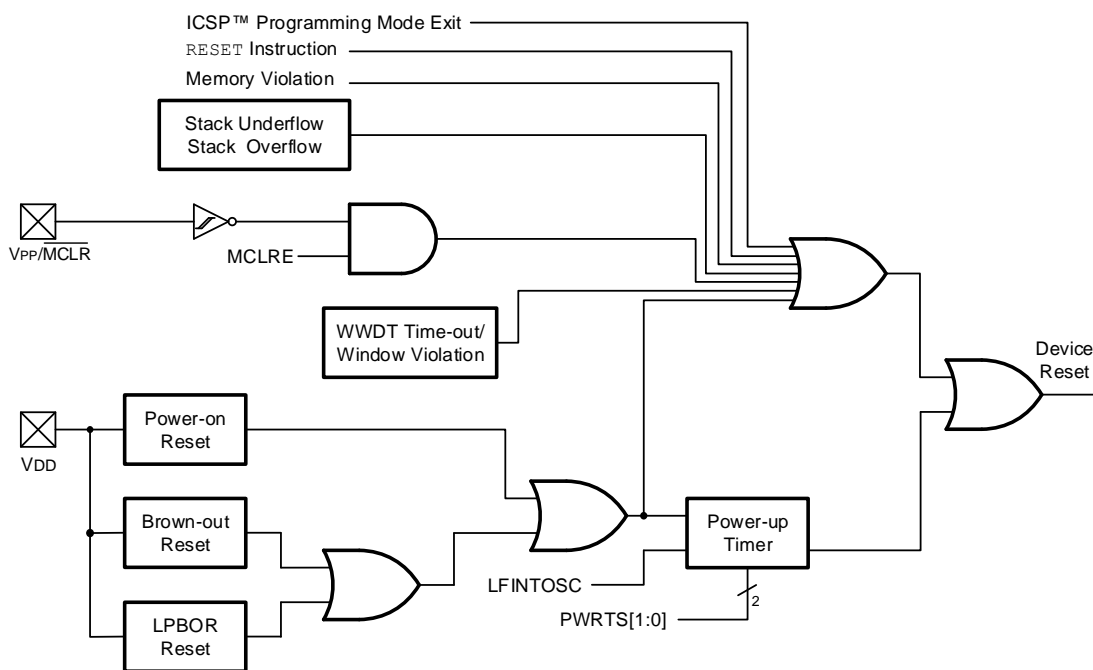 ICSP™ Programming Mode Exit
RESET Instruction
Memory Violation
Stack Underflow
Stack Overflow
VPP/MCLR
MCLRE
WWDT Time-out/
Window Violation
Device
Reset
VDD
Power-on
Reset
Brown-out
Reset
LPBOR
Reset
Power-up
Timer
LFINTOSC
PWRTS[1:0]
2